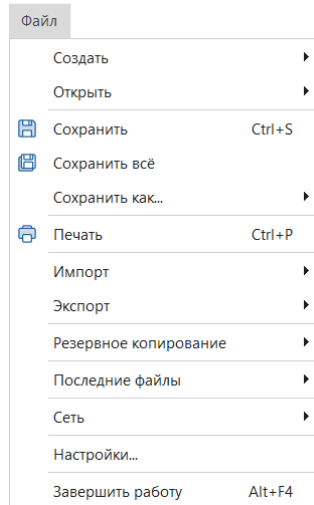 Файл
Создать
Открыть
Сохранить Ctrl+S
Сохранить всё
Сохранить как...
Печать Ctrl+P
Импорт
Экспорт
Резервное копирование
Последние файлы
Сеть
Настройки...
Завершить работу Alt+F4